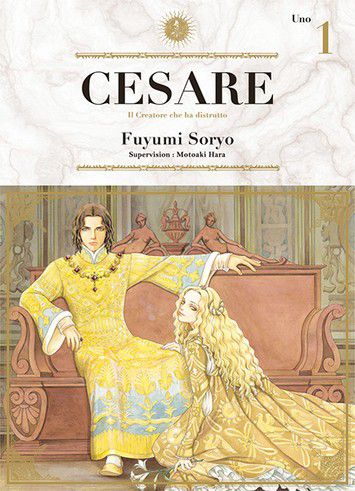 Uno 1
CESARE
Il Creatore che ha distrutto
Fuyumi Soryo
Supervision : Motoaki Hara